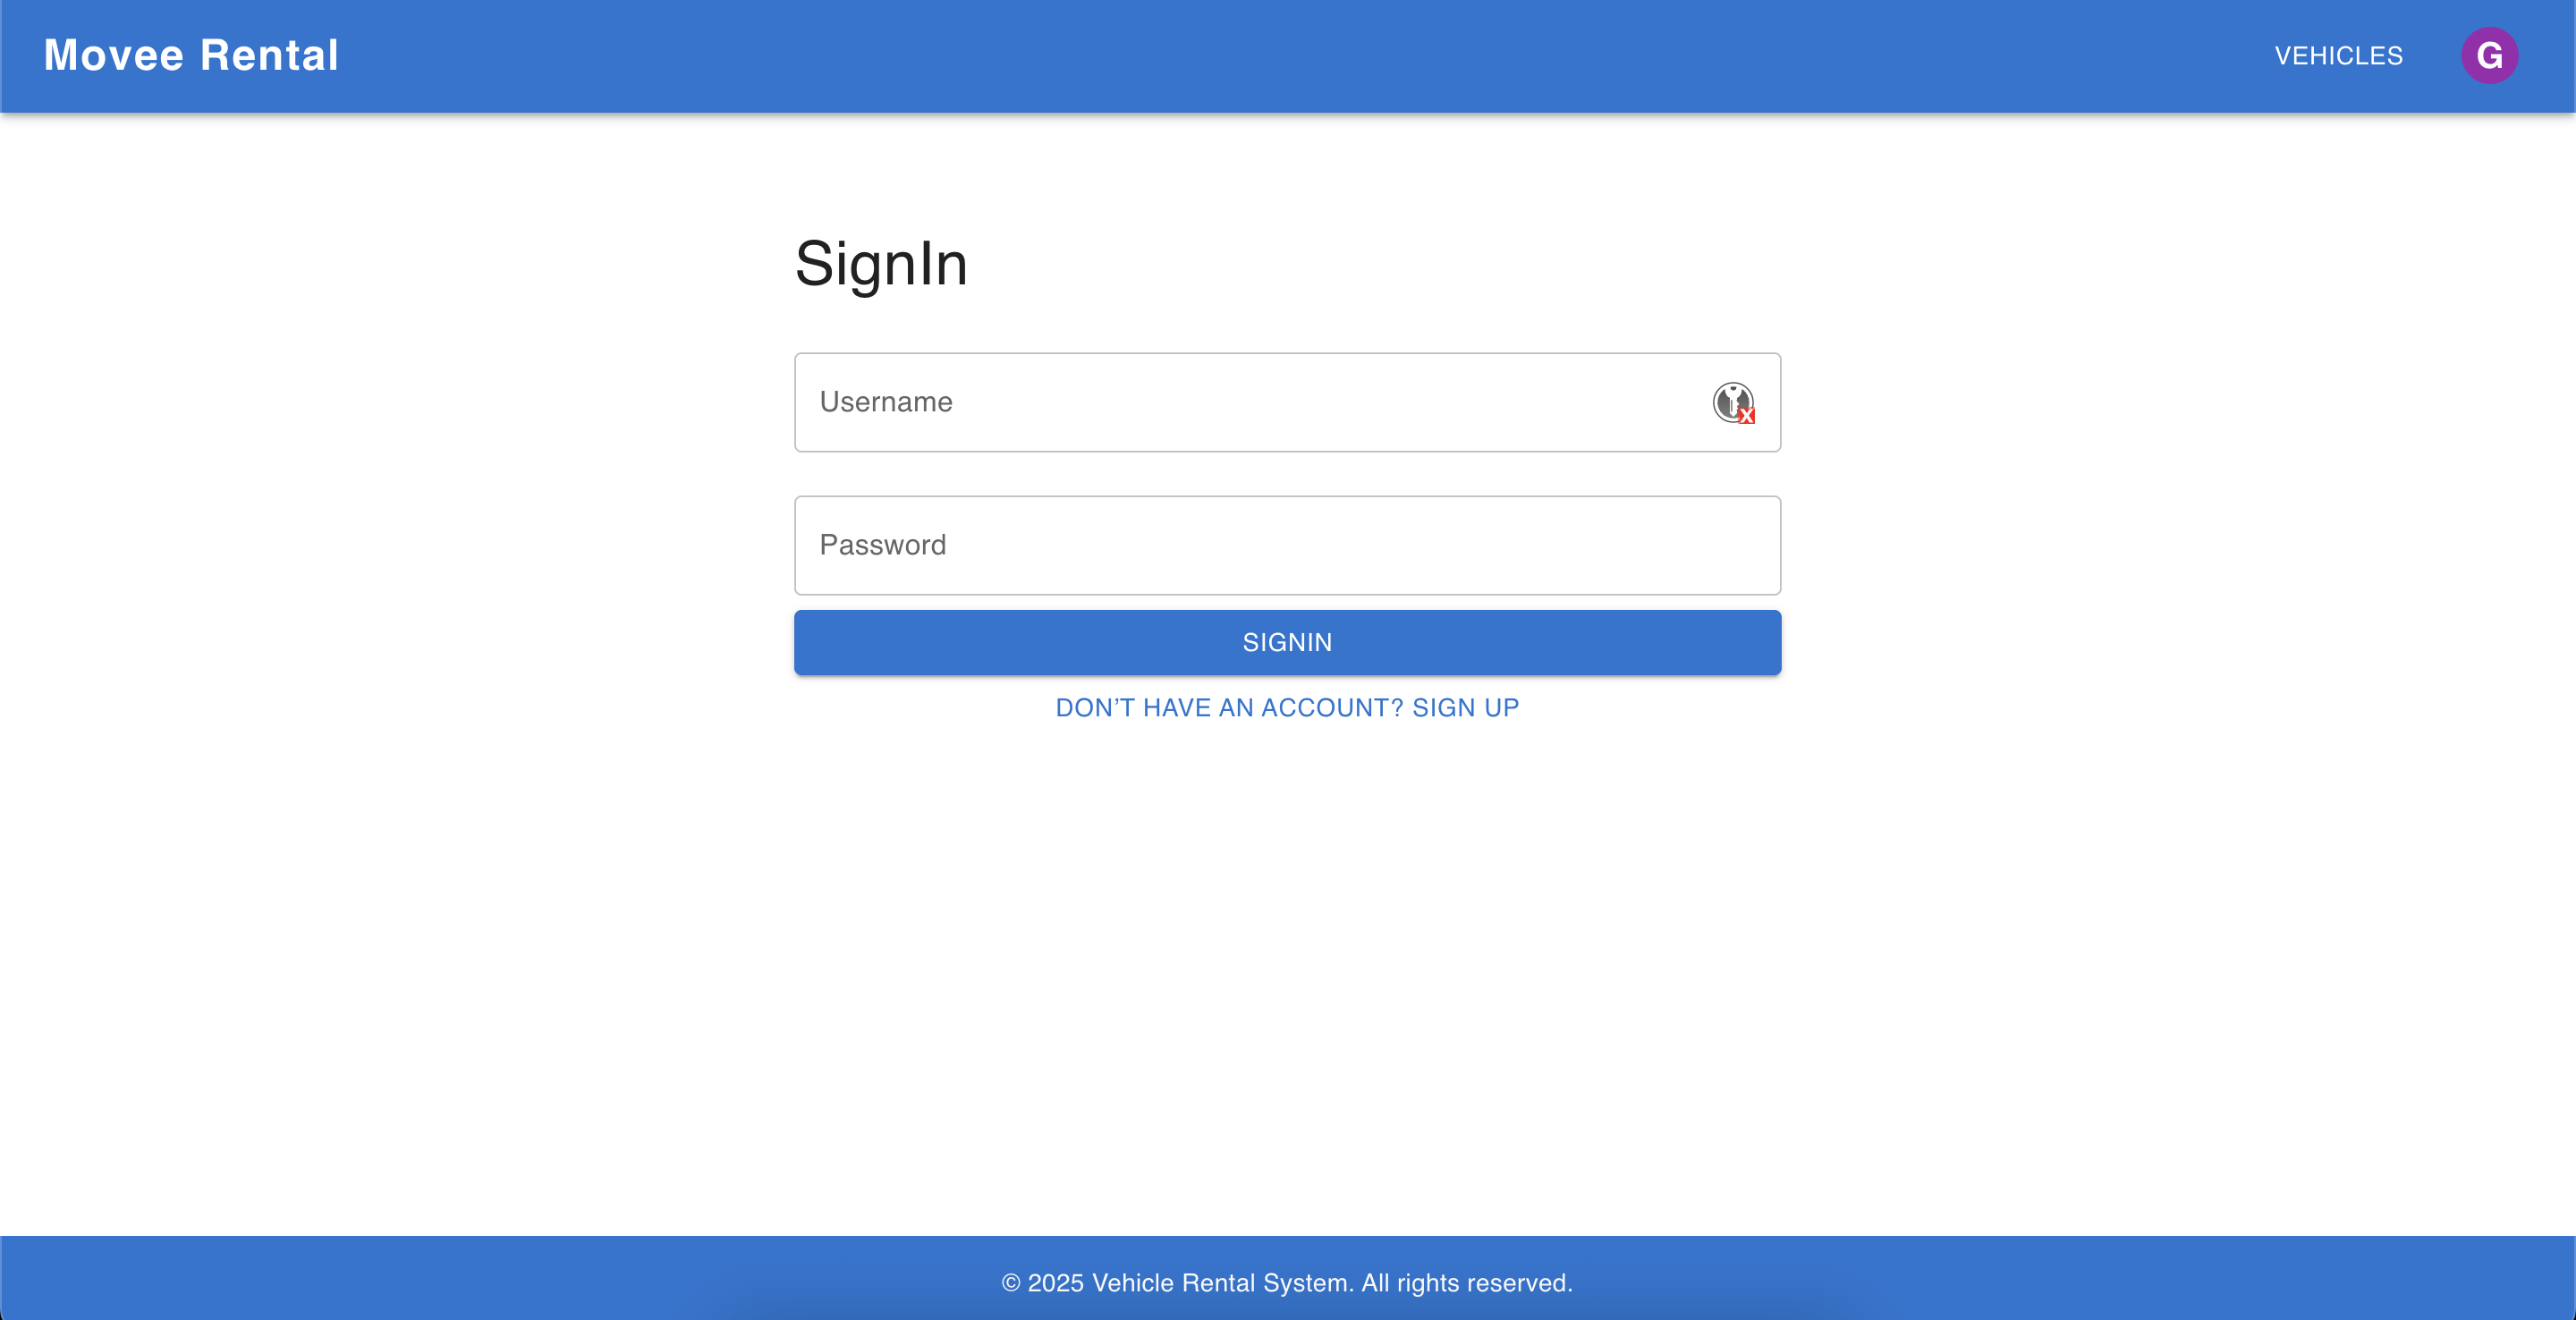 Movee Rental
VEHICLES
G
SignIn
Username
X
Password
SIGNIN
DON’T HAVE AN ACCOUNT? SIGN UP
© 2025 Vehicle Rental System. All rights reserved.